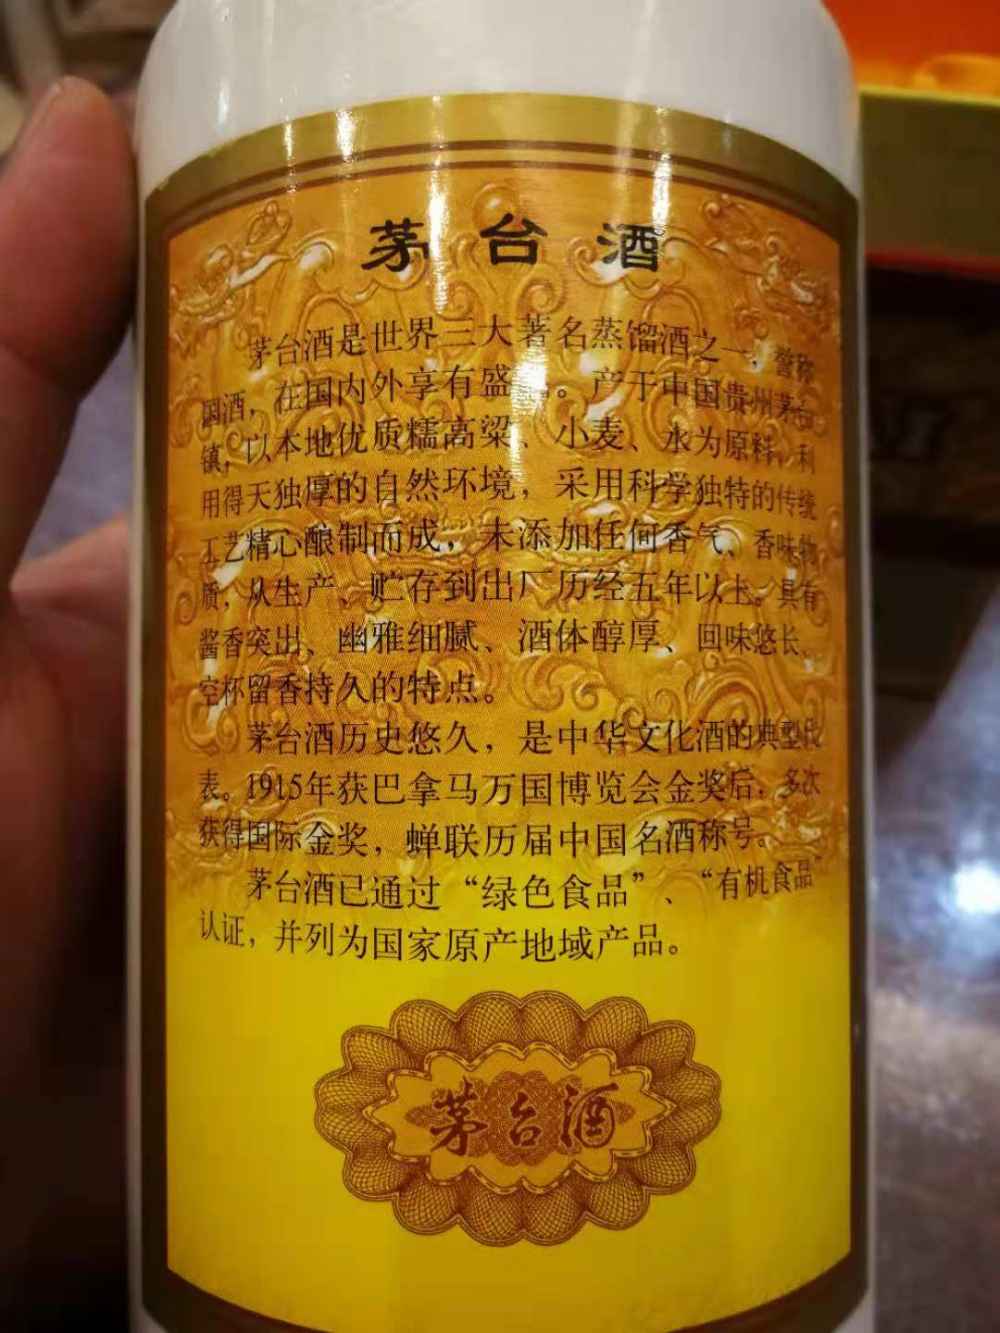 茅台酒
茅台酒是世界三大著名蒸馏酒之一，誉称
国酒，在国内外享有盛。产于中国贵州茅台
镇，以本地优质糯高粱、小麦、水为原料，利
用得天独厚的自然环境，采用科学独特的传统
工艺精心酿制而成，未添加任何香气、香味物
质，从生产、贮存到出厂历经五年以上。具有
酱香突出、幽雅细腻、酒体醇厚、回味悠长、
空杯留香持久的特点。
茅台酒历史悠久，是中华文化酒的典型代
表。1915年获巴拿马万国博览会金奖后，多次
获得国际金奖，蝉联历届中国名酒称号。
茅台酒已通过“绿色食品”、“有机食品”
认证，并列为国家原产地域产品。
茅台酒